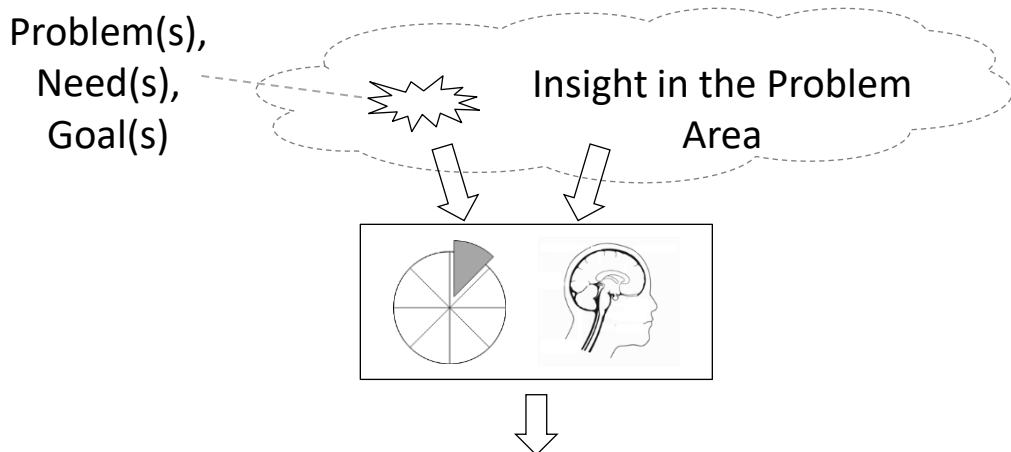 Problem(s),
Need(s),
Goal(s)
Insight in the Problem
Area